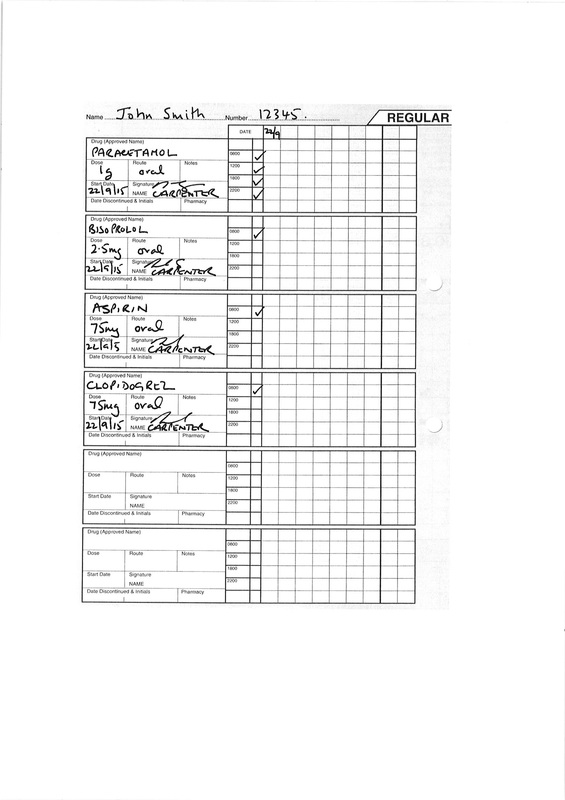 Name John Smith Number 12345. REGULAR
DATE 22/9
Drug (Approved Name)
PARACETAMOL 0800
Dose Route Notes 1200
1g oral 1800
Start Date Signature 2200
22/9/15 NAME CARPENTER
Date Discontinued & Initials Pharmacy
Drug (Approved Name)
BISOPROLOL 0800
Dose Route Notes 1200
2.5mg oral 1800
Start Date Signature 2200
22/9/15 NAME CARPENTER
Date Discontinued & Initials Pharmacy
Drug (Approved Name)
ASPIRIN 0800
Dose Route Notes 1200
75mg oral 1800
Start Date Signature 2200
22/9/5 NAME CARPENTER
Date Discontinued & Initials Pharmacy
Drug (Approved Name)
CLOPIDOGREL 0800
Dose Route Notes 1200
75mg oral 1800
Start Date Signature 2200
22/9/15 NAME CARPENTER
Date Discontinued & Initials Pharmacy
Drug (Approved Name)
0800
Dose Route Notes 1200
1800
Start Date Signature 2200
NAME
Date Discontinued & Initials Pharmacy
Drug (Approved Name)
0800
Dose Route Notes 1200
1800
Start Date Signature 2200
NAME
Date Discontinued & Initials Pharmacy